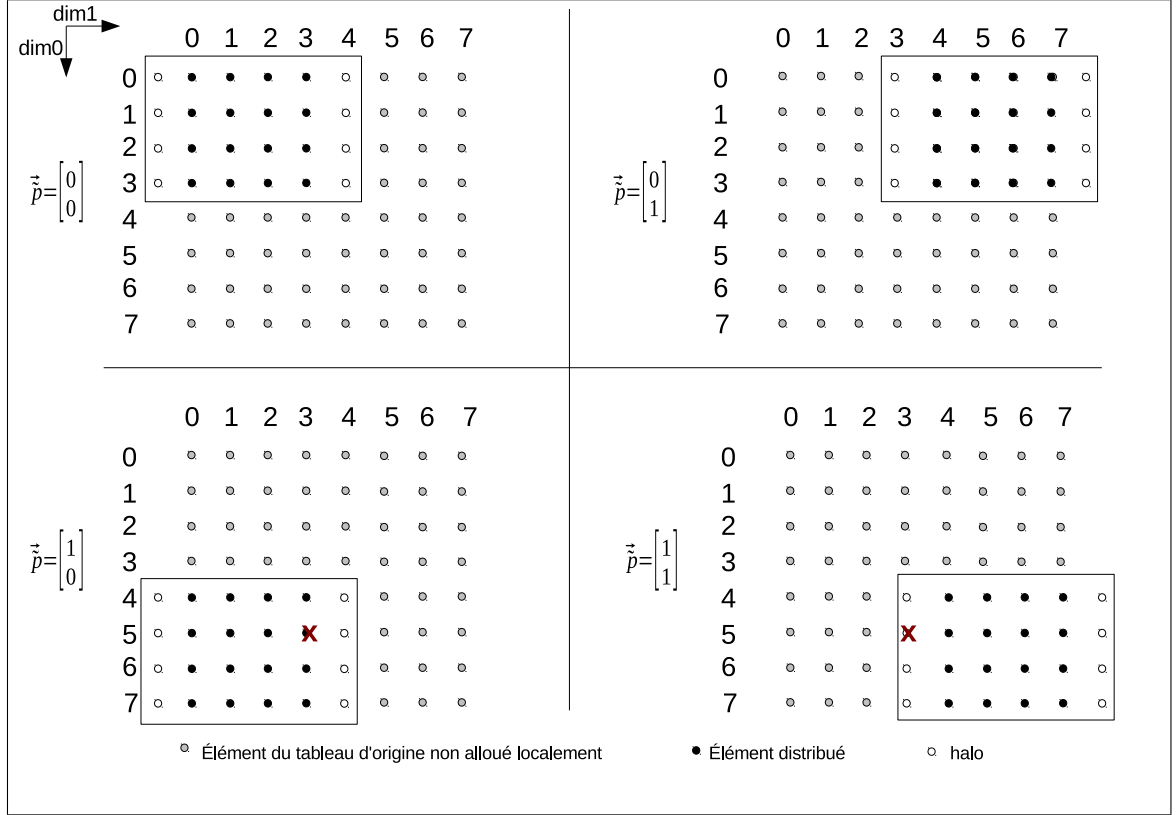 dim1
dim0
0 1 2 3 4 5 6 7
0
1
2
3
4
5
6
7
p̃⃗=[0 0]
0 1 2 3 4 5 6 7
0
1
2
3
4
5
6
7
p̃⃗=[0 1]
0 1 2 3 4 5 6 7
0
1
2
3
4
5 X
6
7
p̃⃗=[1 0]
0 1 2 3 4 5 6 7
0
1
2
3
4
5 X
6
7
p̃⃗=[1 1]
Élément du tableau d'origine non alloué localement
Élément distribué
halo